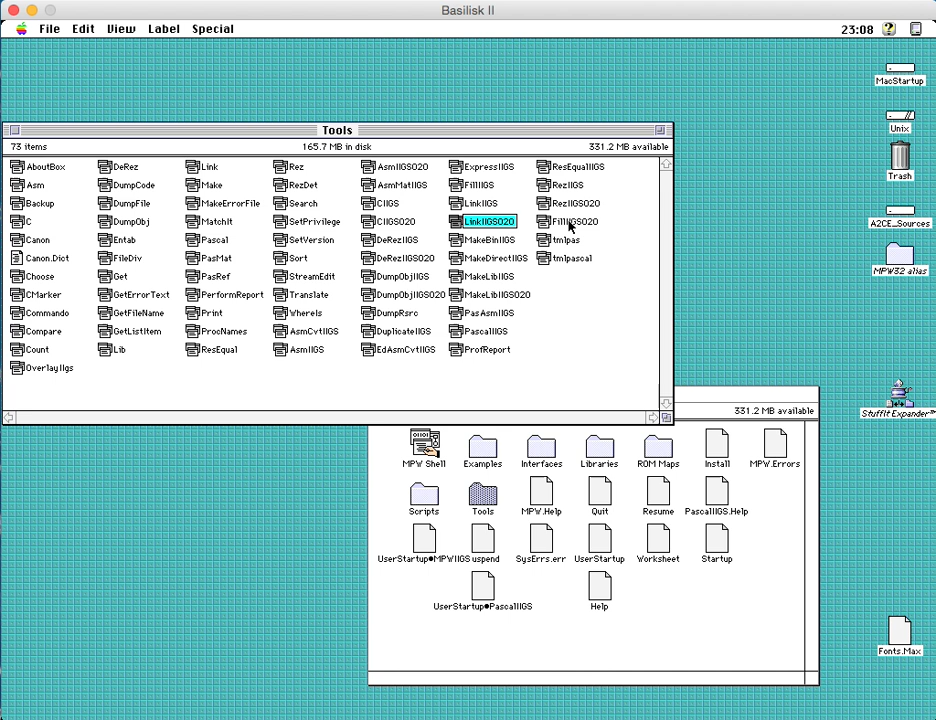 Basilisk II
File Edit View Label Special 23:08
MacStartup
Unix
Trash
A2CE_Sources
MPW32 alias
StuffIt Expander™
Fonts.Max
Tools
73 items 165.7 MB in disk 331.2 MB available
AboutBox DeRez Link Rez AsmIIGS020 ExpressIIGS ResEqualIIGS
Asm DumpCode Make RezDet AsmMatIIGS FillIIGS RezIIGS
Backup DumpFile MakeErrorFile Search CIIGS LinkIIGS RezIIGS020
C DumpObj MatchIt SetPrivilege CIIGS020 LinkIIGS020 FillIIGS020
Canon Entab Pascal SetVersion DeRezIIGS MakeBinIIGS tmlpas
Canon.Dict FileDiv PasMat Sort DeRezIIGS020 MakeDirectIIGS tmlpascal
Choose Get PasRef StreamEdit DumpObjIIGS MakeLibIIGS
CMarker GetErrorText PerformReport Translate DumpObjIIGS020 MakeLibIIGS020
Commando GetFileName Print WhereIs DumpRsrc PasAsmIIGS
Compare GetListItem ProcNames AsmCvtIIGS DuplicateIIGS PascalIIGS
Count Lib ResEqual AsmIIGS EdAsmCvtIIGS ProfReport
OverlayIIgs
331.2 MB available
MPW Shell Examples Interfaces Libraries ROM Maps Install MPW.Errors
Scripts Tools MPW.Help Quit Resume PascalIIGS.Help
UserStartup●MPWIIGS uspend SysErrs.err UserStartup Worksheet Startup
UserStartup●PascalIIGS Help